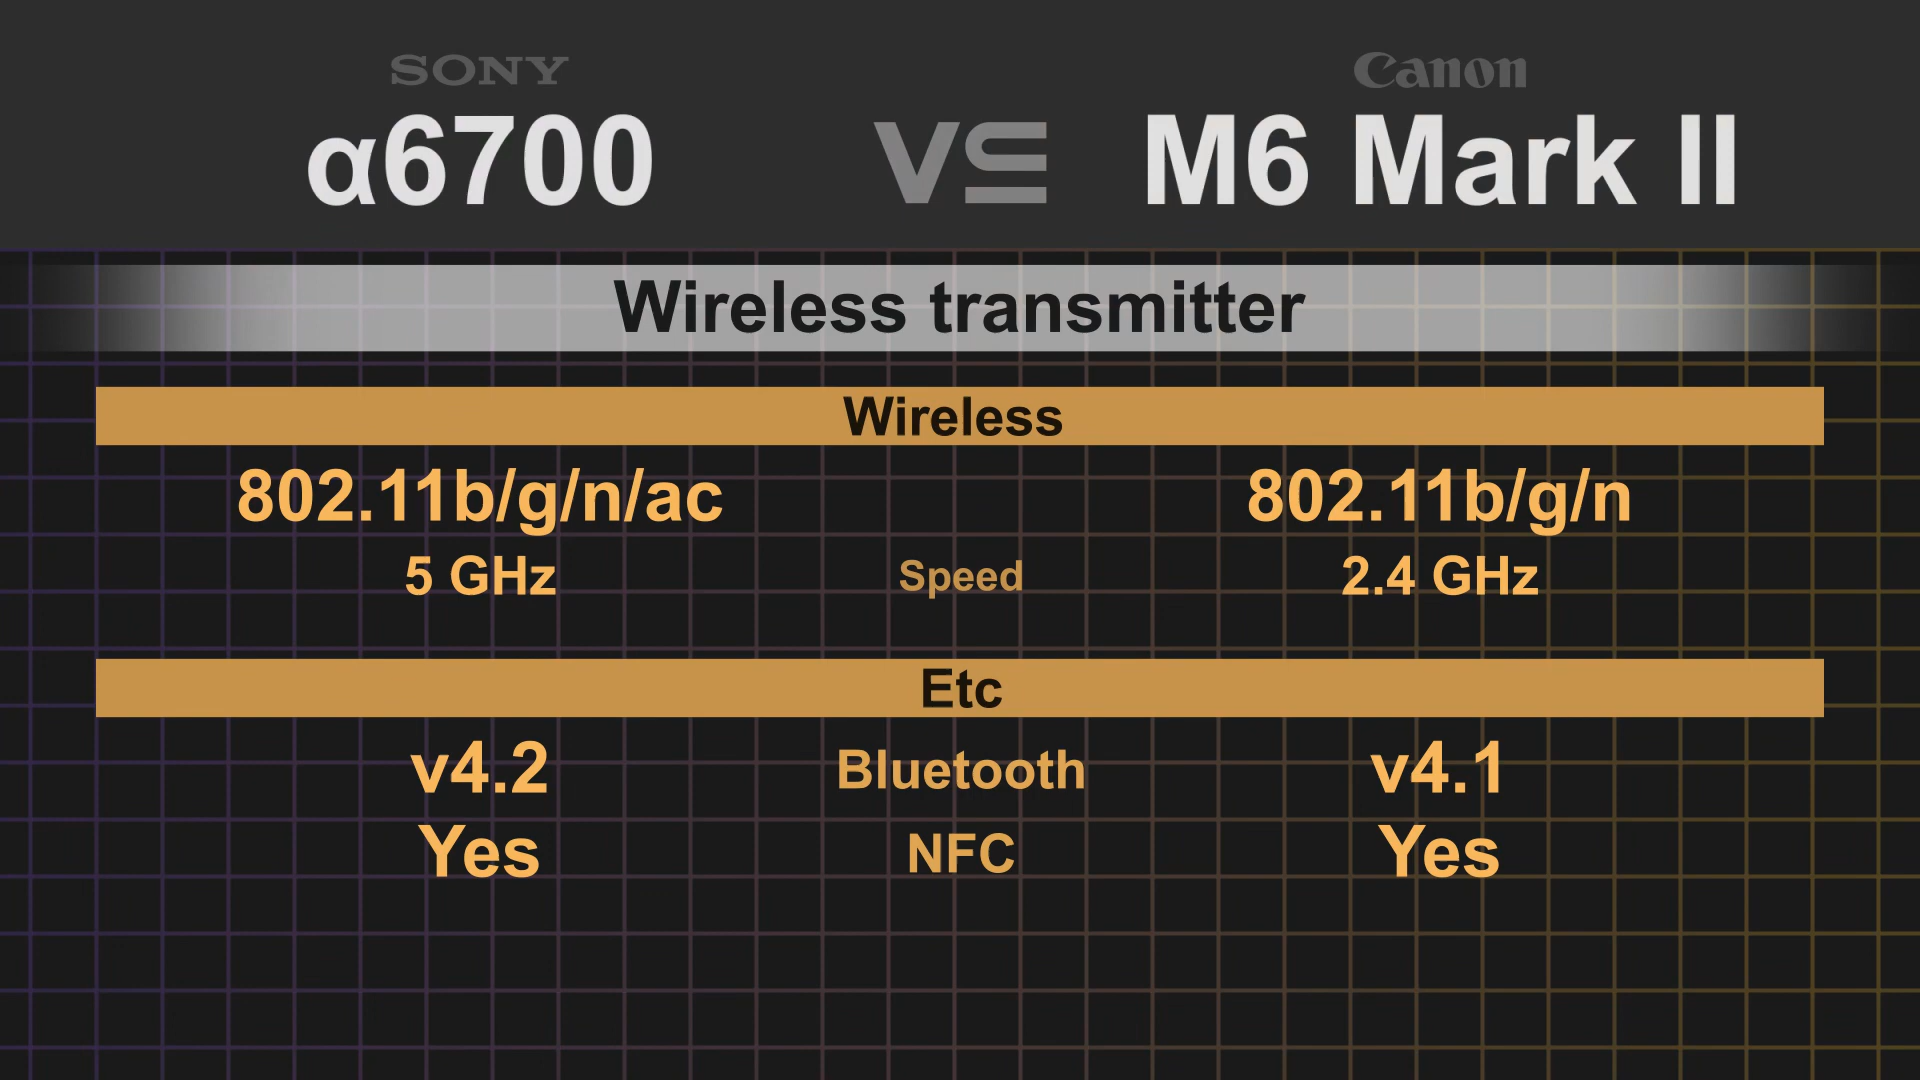 SONY
Canon
α6700
VS
M6 Mark II
Wireless transmitter
Wireless
802.11b/g/n/ac
802.11b/g/n
5 GHz
Speed
2.4 GHz
Etc
v4.2
Bluetooth
v4.1
Yes
NFC
Yes